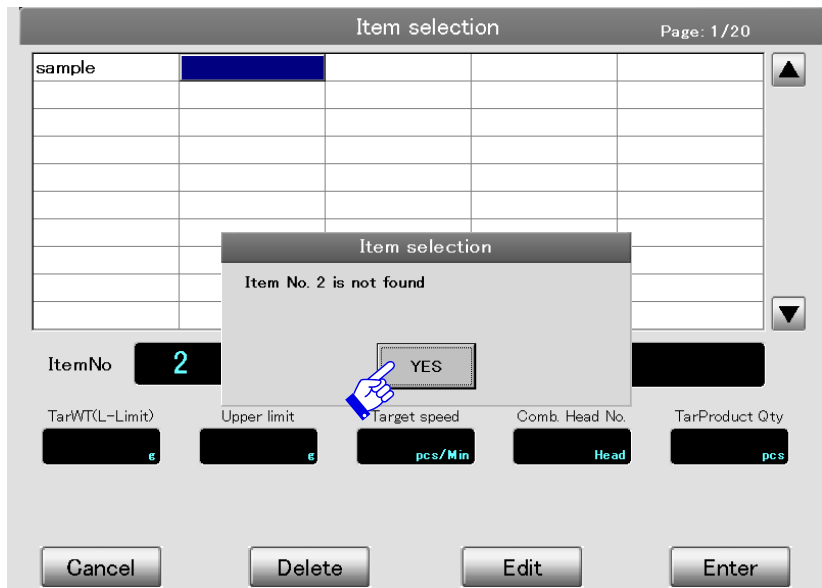 Item selection
Page: 1/20
sample
Item selection
Item No. 2 is not found
YES
ItemNo 2
TarWT(L-Limit) Upper limit Target speed Comb. Head No. TarProduct Qty
g g pcs/Min Head pcs
Cancel Delete Edit Enter